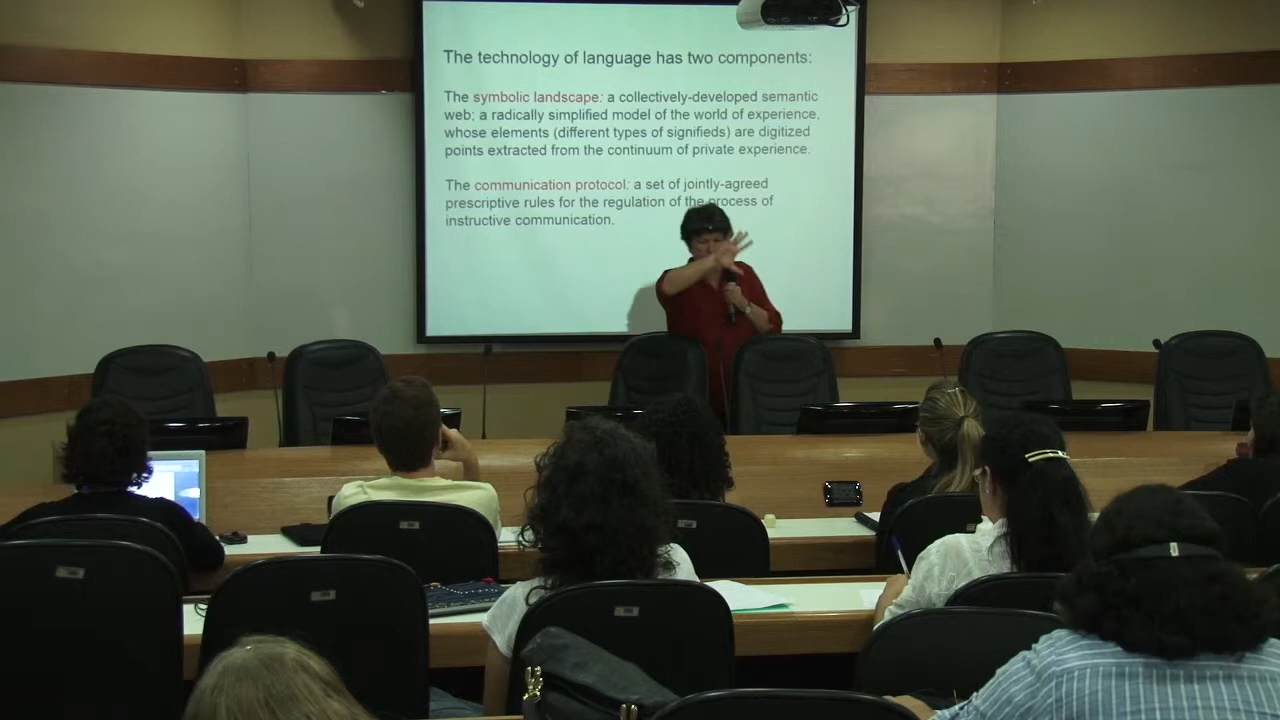 The technology of language has two components:
The symbolic landscape: a collectively-developed semantic
web; a radically simplified model of the world of experience,
whose elements (different types of signifieds) are digitized
points extracted from the continuum of private experience.
The communication protocol: a set of jointly-agreed
prescriptive rules for the regulation of the process of
instructive communication.